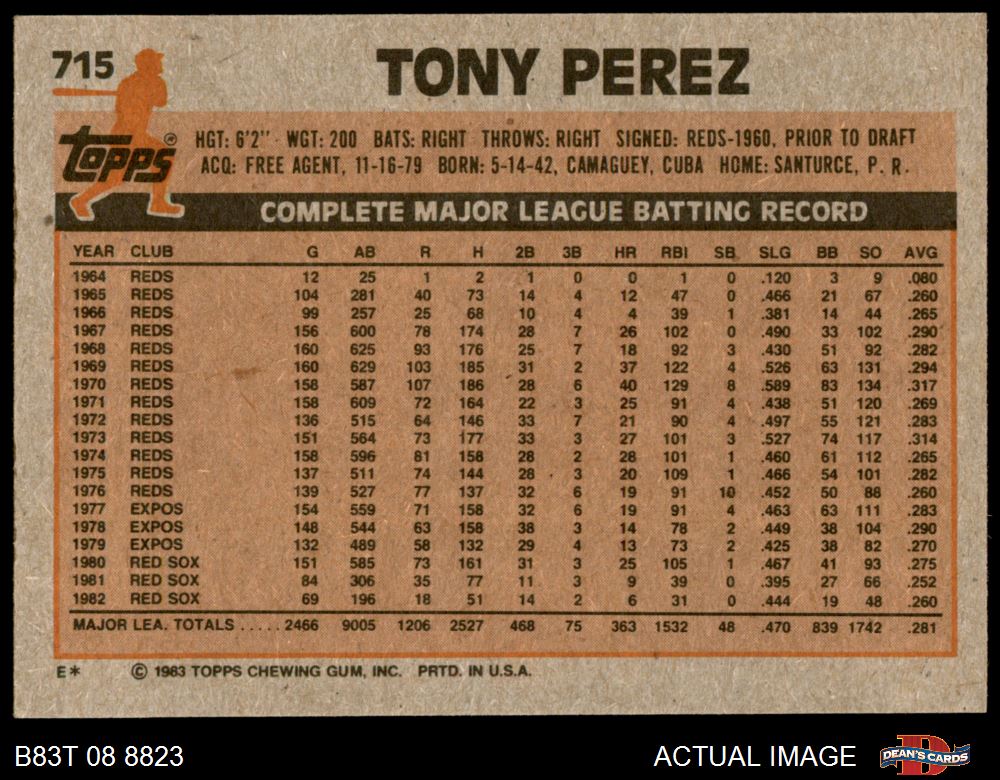 715
TONY PEREZ
Topps®
HGT: 6'2" WGT: 200 BATS: RIGHT THROWS: RIGHT SIGNED: REDS-1960, PRIOR TO DRAFT
ACQ: FREE AGENT, 11-16-79 BORN: 5-14-42, CAMAGUEY, CUBA HOME: SANTURCE, P. R.
COMPLETE MAJOR LEAGUE BATTING RECORD
YEAR CLUB G AB R H 2B 3B HR RBI SB SLG BB SO AVG
1964 REDS 12 25 1 2 1 0 0 1 0 .120 3 9 .080
1965 REDS 104 281 40 73 14 4 12 47 0 .466 21 67 .260
1966 REDS 99 257 25 68 10 4 4 39 1 .381 14 44 .265
1967 REDS 156 600 78 174 28 7 26 102 0 .490 33 102 .290
1968 REDS 160 625 93 176 25 7 18 92 3 .430 51 92 .282
1969 REDS 160 629 103 185 31 2 37 122 4 .526 63 131 .294
1970 REDS 158 587 107 186 28 6 40 129 8 .589 83 134 .317
1971 REDS 158 609 72 164 22 3 25 91 4 .438 51 120 .269
1972 REDS 136 515 64 146 33 7 21 90 4 .497 55 121 .283
1973 REDS 151 564 73 177 33 3 27 101 3 .527 74 117 .314
1974 REDS 158 596 81 158 28 2 28 101 1 .460 61 112 .265
1975 REDS 137 511 74 144 28 3 20 109 1 .466 54 101 .282
1976 REDS 139 527 77 137 32 6 19 91 10 .452 50 88 .260
1977 EXPOS 154 559 71 158 32 6 19 91 4 .463 63 111 .283
1978 EXPOS 148 544 63 158 38 3 14 78 2 .449 38 104 .290
1979 EXPOS 132 489 58 132 29 4 13 73 2 .425 38 82 .270
1980 RED SOX 151 585 73 161 31 3 25 105 1 .467 41 93 .275
1981 RED SOX 84 306 35 77 11 3 9 39 0 .395 27 66 .252
1982 RED SOX 69 196 18 51 14 2 6 31 0 .444 19 48 .260
MAJOR LEA. TOTALS ..... 2466 9005 1206 2527 468 75 363 1532 48 .470 839 1742 .281
E* © 1983 TOPPS CHEWING GUM, INC. PRTD. IN U.S.A.
B83T 08 8823 ACTUAL IMAGE DEAN'S CARDS